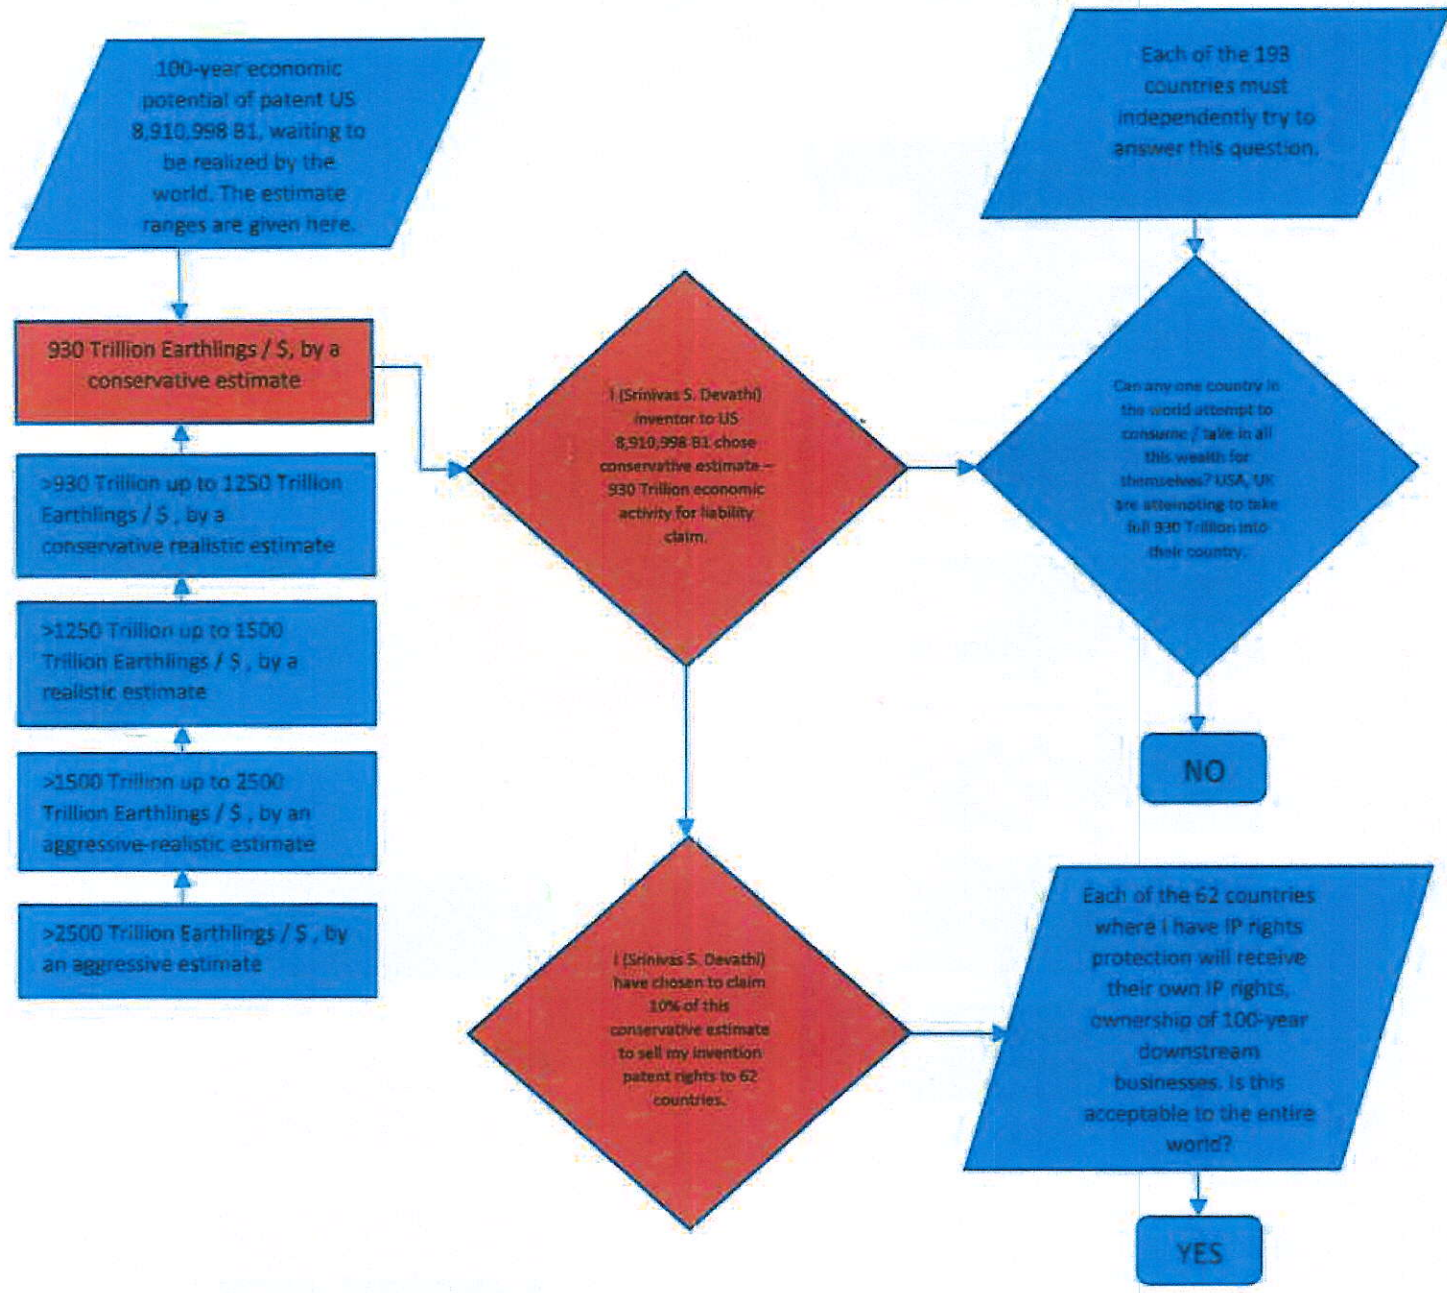 100-year economic
potential of patent US
8,910,998 B1, waiting to
be realized by the
world. The estimate
ranges are given here.
930 Trillion Earthlings / $, by a
conservative estimate
>930 Trillion up to 1250 Trillion
Earthlings / $ , by a
conservative realistic estimate
>1250 Trillion up to 1500
Trillion Earthlings / $ , by a
realistic estimate
>1500 Trillion up to 2500
Trillion Earthlings / $ , by an
aggressive-realistic estimate
>2500 Trillion Earthlings / $ , by
an aggressive estimate
I (Srinivas S. Devathi)
inventor to US
8,910,998 B1 chose
conservative estimate –
930 Trillion economic
activity for liability
claim.
I (Srinivas S. Devathi)
have chosen to claim
10% of this
conservative estimate
to sell my invention
patent rights to 62
countries.
Each of the 193
countries must
independently try to
answer this question.
Can any one country in
the world attempt to
consume / take in all
this wealth for
themselves? USA, UK
are attempting to take
full 930 Trillion into
their country.
NO
Each of the 62 countries
where I have IP rights
protection will receive
their own IP rights,
ownership of 100-year
downstream
businesses. Is this
acceptable to the entire
world?
YES